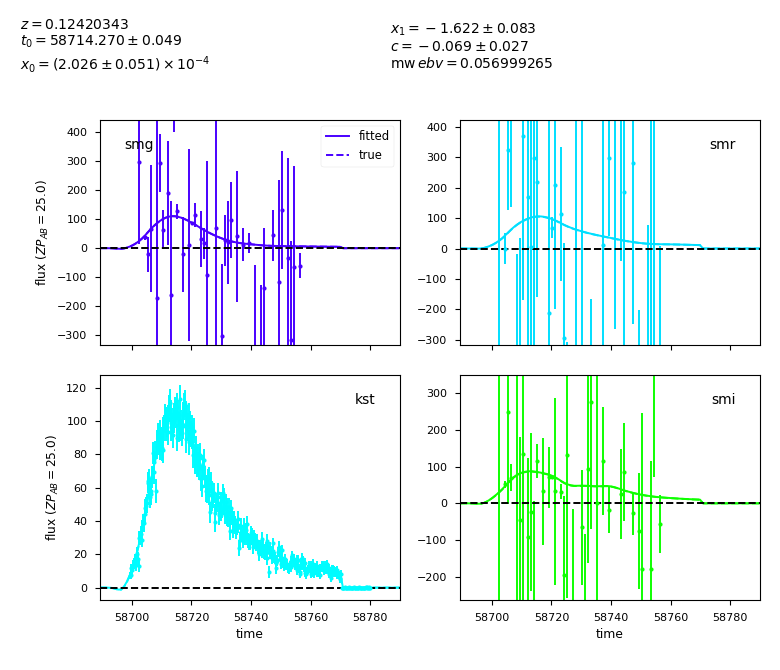 z = 0.12420343
t₀ = 58714.270 ± 0.049
x₀ = (2.026 ± 0.051) × 10⁻⁴
x₁ = −1.622 ± 0.083
c = −0.069 ± 0.027
mw ebv = 0.056999265
smg
fitted
true
400
300
200
100
0
−100
−200
−300
flux (ZP_AB = 25.0)
smr
400
300
200
100
0
−100
−200
−300
kst
120
100
80
60
40
20
0
flux (ZP_AB = 25.0)
58700 58720 58740 58760 58780
time
smi
300
200
100
0
−100
−200
58700 58720 58740 58760 58780
time